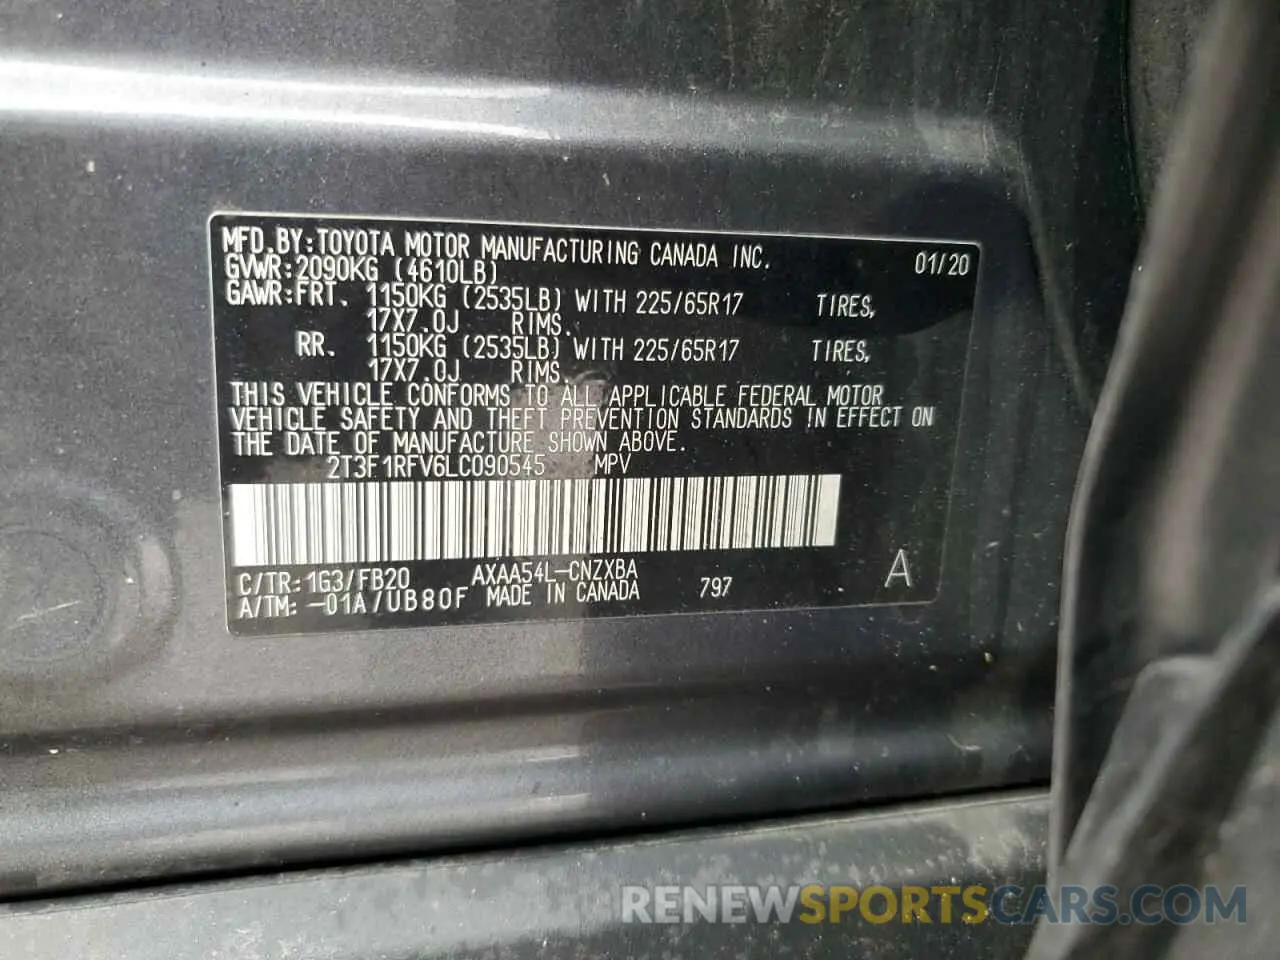 MFD.BY:TOYOTA MOTOR MANUFACTURING CANADA INC. 01/20
GVWR:2090KG (4610LB)
GAWR:FRT. 1150KG (2535LB) WITH 225/65R17 TIRES,
17X7.0J RIMS.
RR. 1150KG (2535LB) WITH 225/65R17 TIRES,
17X7.0J RIMS.
THIS VEHICLE CONFORMS TO ALL APPLICABLE FEDERAL MOTOR
VEHICLE SAFETY AND THEFT PREVENTION STANDARDS IN EFFECT ON
THE DATE OF MANUFACTURE SHOWN ABOVE.
2T3F1RFV6LC090545 MPV
C/TR:1G3/FB20 AXAA54L-CNZXBA
A/TM: -01A/UB80F MADE IN CANADA 797 A
RENEWSPORTSCARS.COM